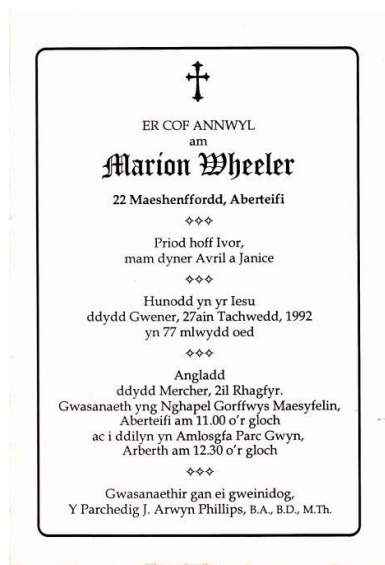 ER COF ANNWYL
am
Marion Wheeler
22 Maeshenffordd, Aberteifi
Priod hoff Ivor,
mam dyner Avril a Janice
Hunodd yn yr Iesu
ddydd Gwener, 27ain Tachwedd, 1992
yn 77 mlwydd oed
Angladd
ddydd Mercher, 2il Rhagfyr.
Gwasanaeth yng Nghapel Gorffwys Maesyfelin,
Aberteifi am 11.00 o'r gloch
ac i ddilyn yn Amlosgfa Parc Gwyn,
Arberth am 12.30 o'r gloch
Gwasanaethir gan ei gweinidog,
Y Parchedig J. Arwyn Phillips, B.A., B.D., M.Th.